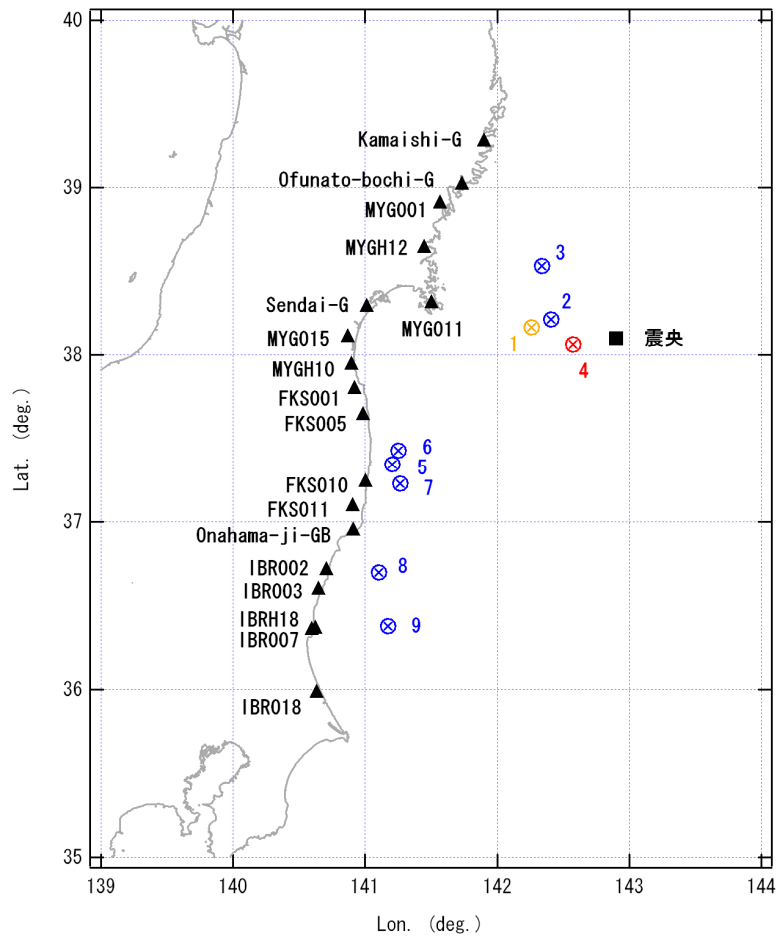 40
Kamaishi-G
39
Ofunato-bochi-G
MYG001
MYGH12
3
Sendai-G
2
MYG011
MYG015
1
震央
38
4
MYGH10
FKS001
FKS005
6
5
FKS010
7
FKS011
37
Onahama-ji-GB
IBR002
8
IBR003
IBRH18
9
IBR007
36
IBR018
35
139
140
141
142
143
144
Lat. (deg.)
Lon. (deg.)